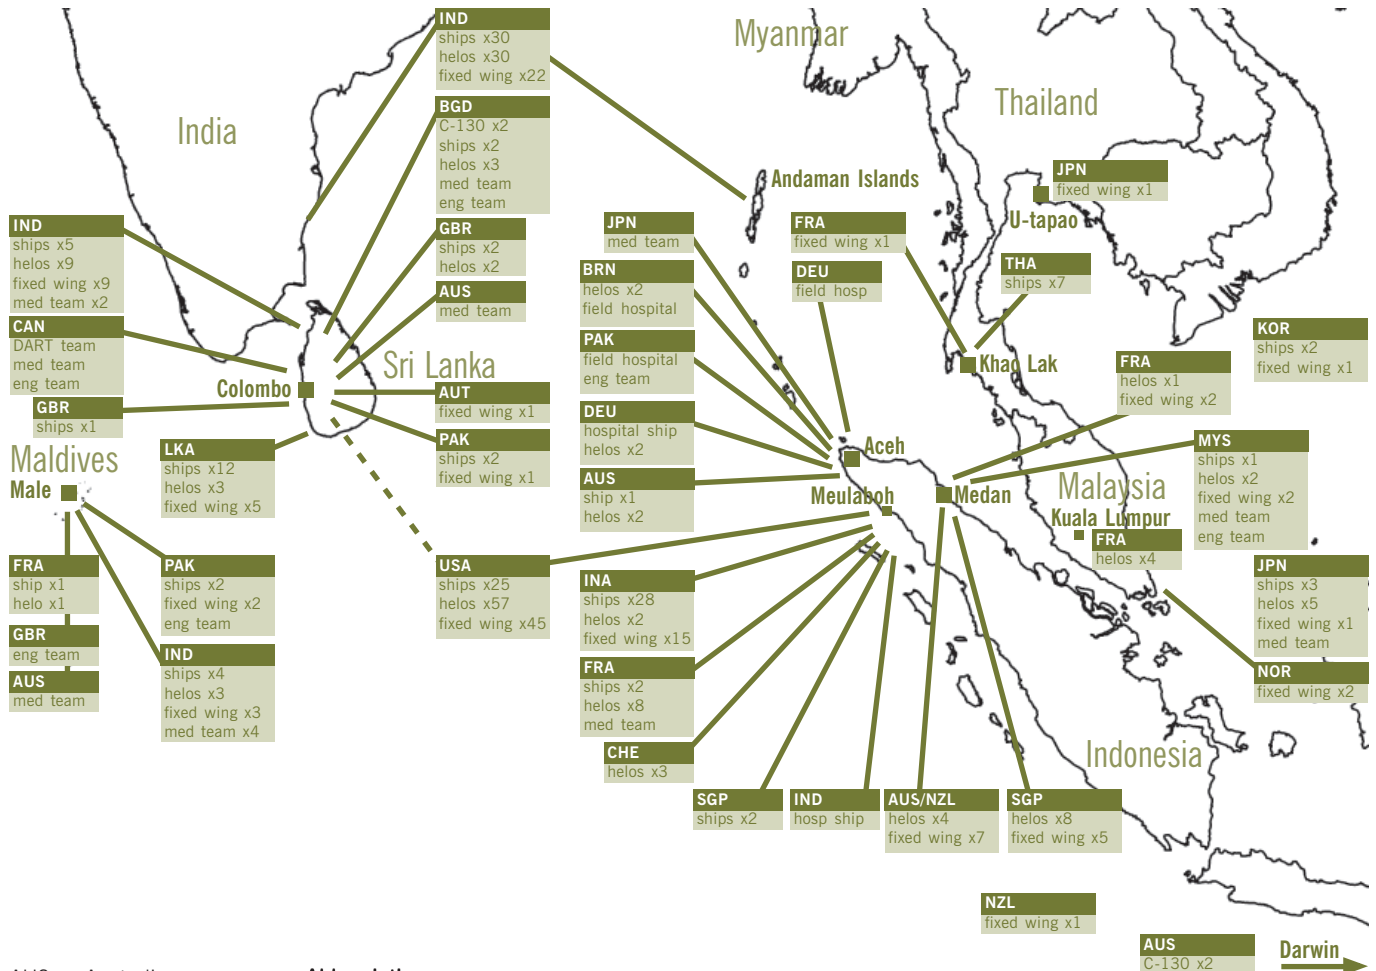 IND
ships x30
helos x30
fixed wing x22
Myanmar
BGD
C-130 x2
ships x2
helos x3
med team
eng team
India
Thailand
JPN
fixed wing x1
U-tapao
Andaman Islands
IND
ships x5
helos x9
fixed wing x9
med team x2
GBR
ships x2
helos x2
JPN
med team
FRA
fixed wing x1
THA
ships x7
BRN
helos x2
field hospital
DEU
field hosp
AUS
med team
CAN
DART team
med team
eng team
KOR
ships x2
fixed wing x1
PAK
field hospital
eng team
Sri Lanka
Khao Lak
FRA
helos x1
fixed wing x2
Colombo
AUT
fixed wing x1
GBR
ships x1
DEU
hospital ship
helos x2
PAK
ships x2
fixed wing x1
MYS
ships x1
helos x2
fixed wing x2
med team
eng team
LKA
ships x12
helos x3
fixed wing x5
Aceh
Maldives
Male
AUS
ship x1
helos x2
Meulaboh
Medan
Malaysia
Kuala Lumpur
FRA
helos x4
FRA
ship x1
helo x1
PAK
ships x2
fixed wing x2
eng team
USA
ships x25
helos x57
fixed wing x45
INA
ships x28
helos x2
fixed wing x15
JPN
ships x3
helos x5
fixed wing x1
med team
GBR
eng team
IND
ships x4
helos x3
fixed wing x3
med team x4
AUS
med team
FRA
ships x2
helos x8
med team
NOR
fixed wing x2
CHE
helos x3
Indonesia
SGP
ships x2
IND
hosp ship
AUS/NZL
helos x4
fixed wing x7
SGP
helos x8
fixed wing x5
NZL
fixed wing x1
AUS
C-130 x2
Darwin